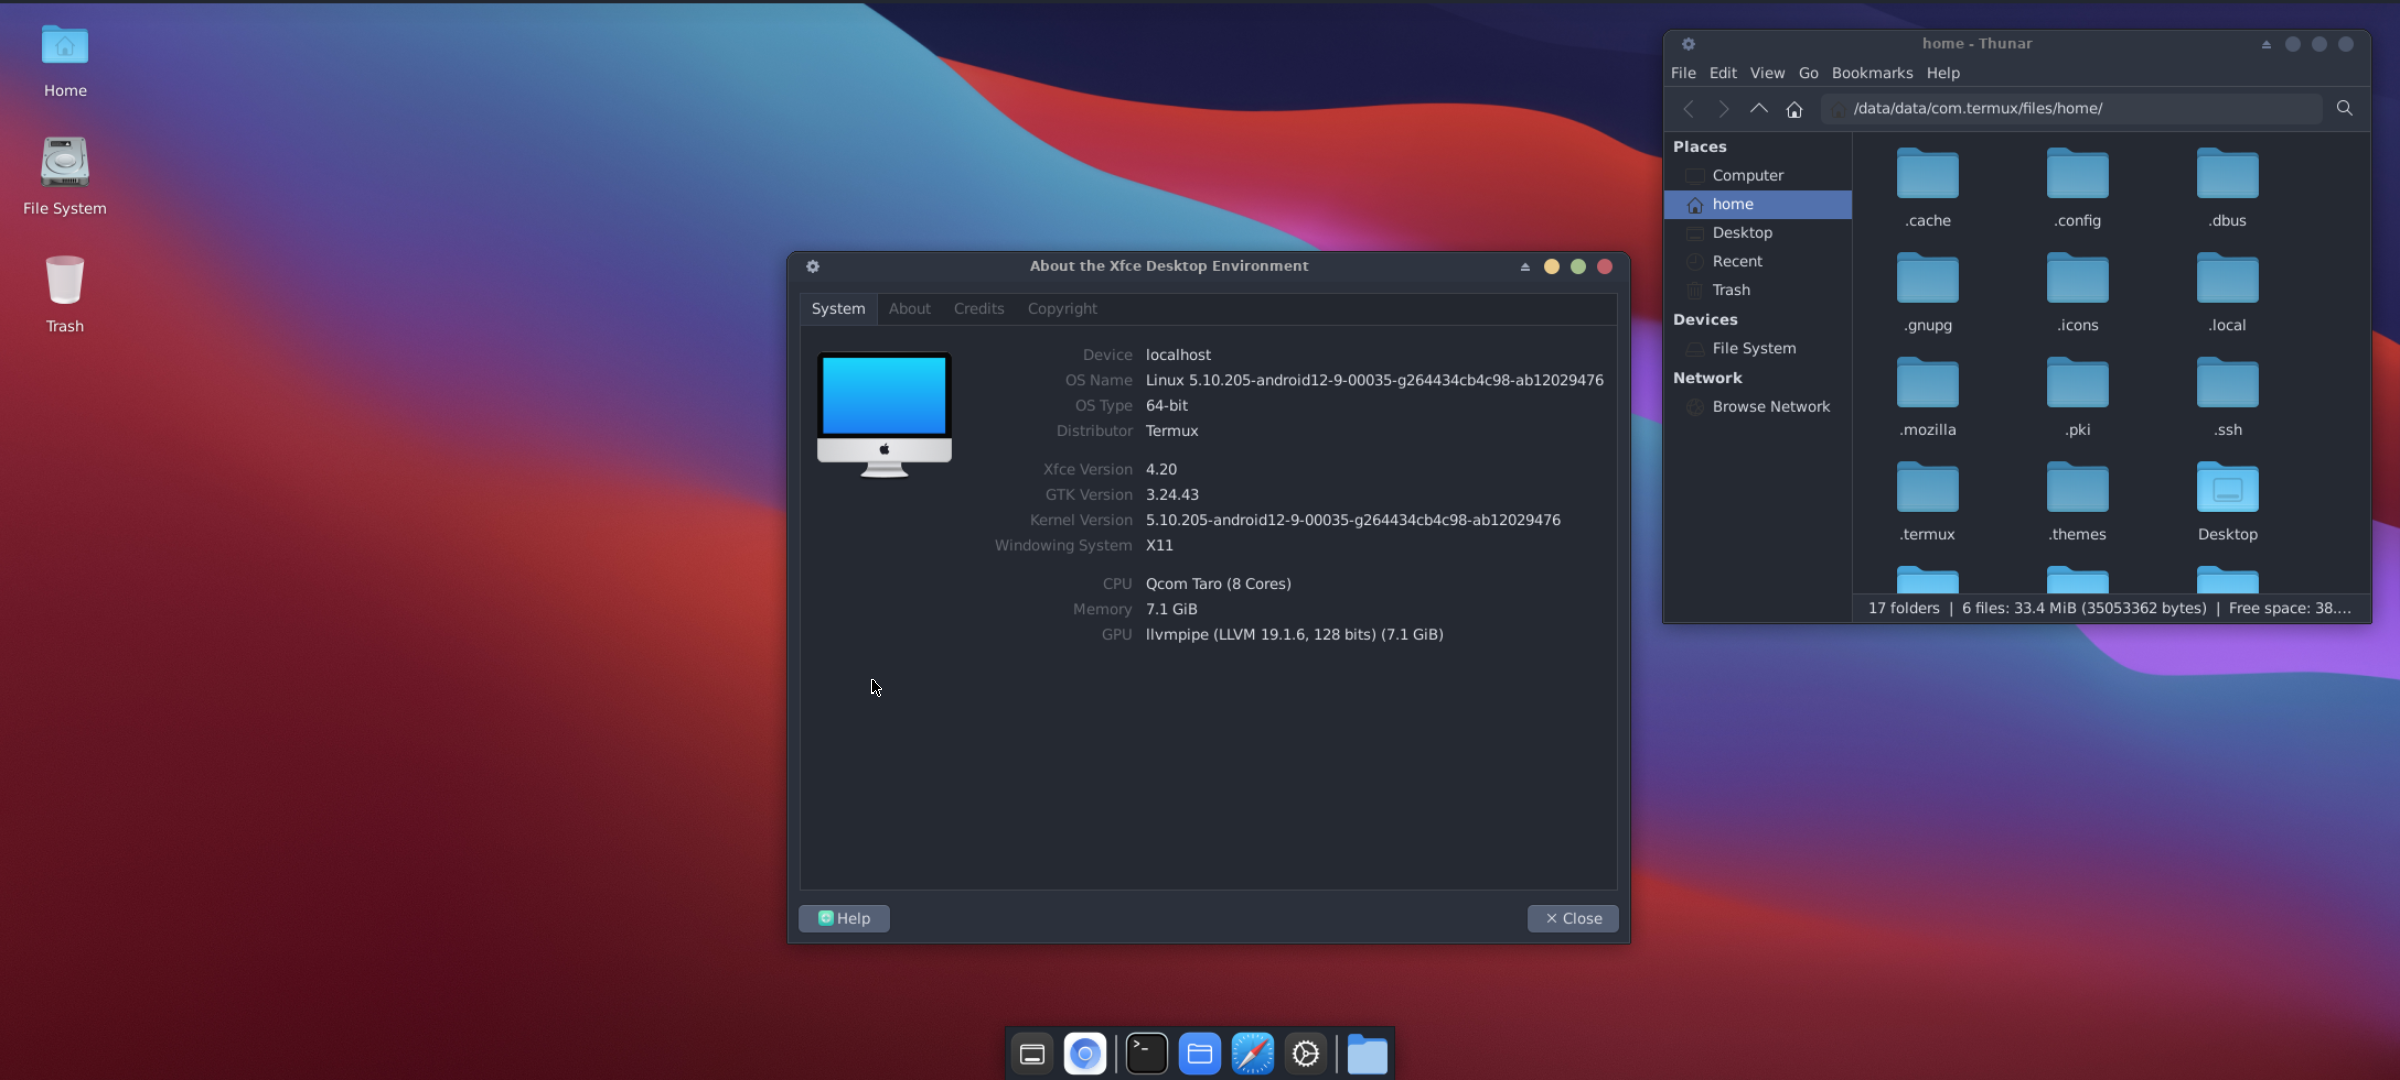 Home
File System
Trash
About the Xfce Desktop Environment
System About Credits Copyright
Device localhost
OS Name Linux 5.10.205-android12-9-00035-g264434cb4c98-ab12029476
OS Type 64-bit
Distributor Termux
Xfce Version 4.20
GTK Version 3.24.43
Kernel Version 5.10.205-android12-9-00035-g264434cb4c98-ab12029476
Windowing System X11
CPU Qcom Taro (8 Cores)
Memory 7.1 GiB
GPU llvmpipe (LLVM 19.1.6, 128 bits) (7.1 GiB)
Help
Close
home - Thunar
File Edit View Go Bookmarks Help
/data/data/com.termux/files/home/
Places
Computer
home
Desktop
Recent
Trash
Devices
File System
Network
Browse Network
.cache .config .dbus
.gnupg .icons .local
.mozilla .pki .ssh
.termux .themes Desktop
17 folders | 6 files: 33.4 MiB (35053362 bytes) | Free space: 38....
>_